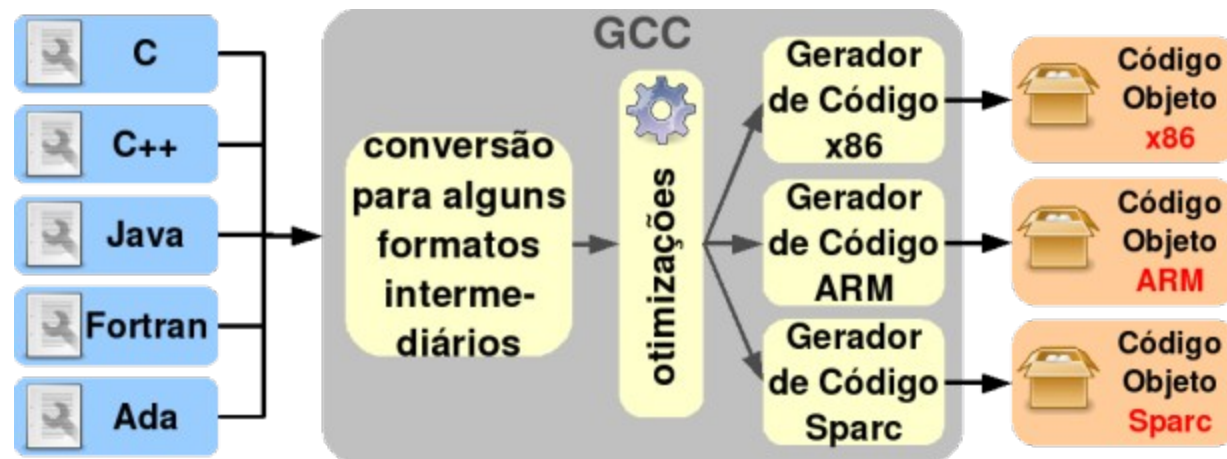 C
C++
Java
Fortran
Ada
GCC
conversão
para alguns
formatos
interme-
diários
otimizações
Gerador
de Código
x86
Gerador
de Código
ARM
Gerador
de Código
Sparc
Código
Objeto
x86
Código
Objeto
ARM
Código
Objeto
Sparc